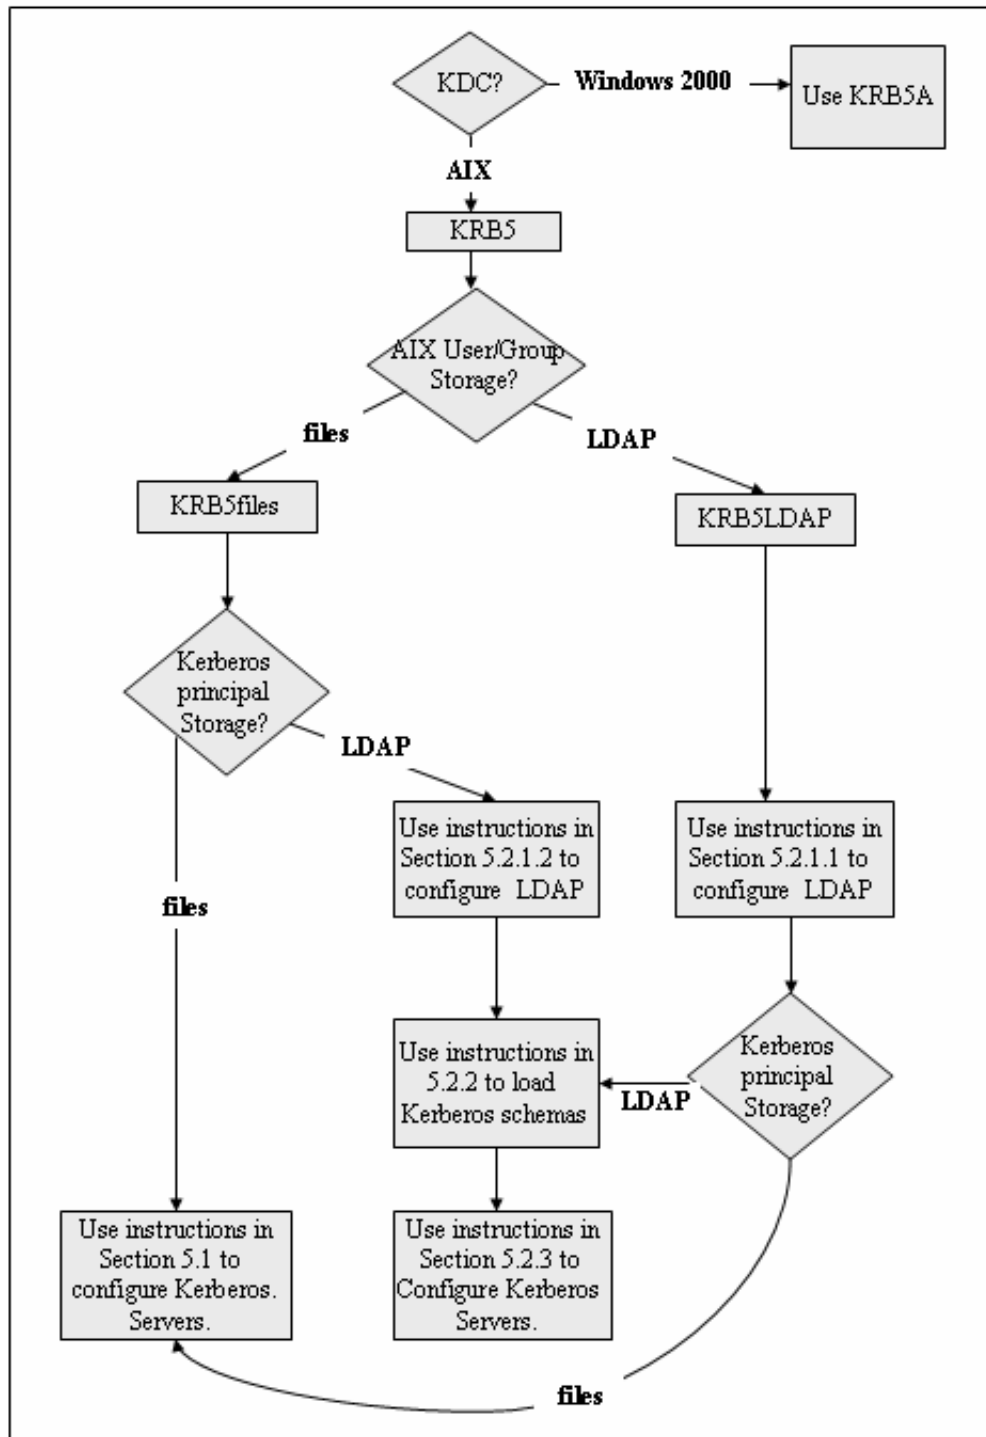 KDC?
Windows 2000
Use KRB5A
AIX
KRB5
AIX User/Group
Storage?
files
LDAP
KRB5files
KRB5LDAP
Kerberos
principal
Storage?
LDAP
Use instructions in
Section 5.2.1.2 to
configure LDAP
Use instructions in
Section 5.2.1.1 to
configure LDAP
files
Use instructions in
5.2.2 to load
Kerberos schemas
LDAP
Kerberos
principal
Storage?
Use instructions in
Section 5.1 to
configure Kerberos.
Servers.
Use instructions in
Section 5.2.3 to
Configure Kerberos
Servers.
files